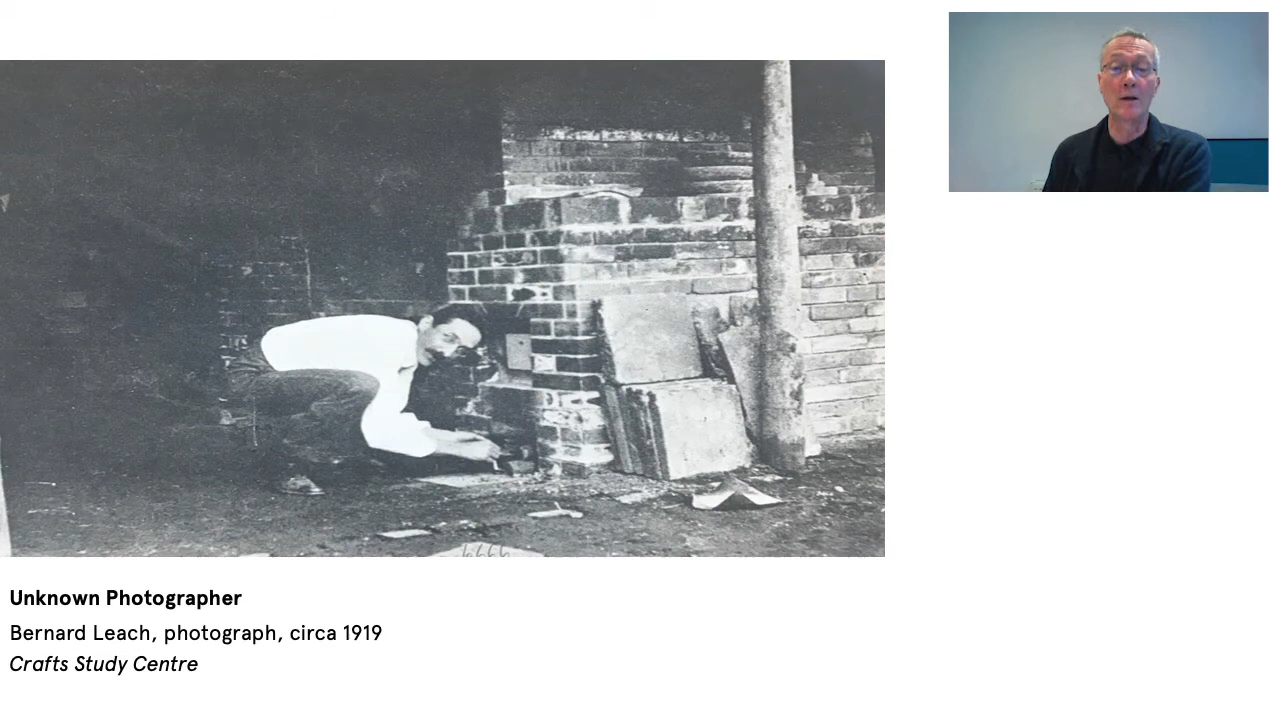 Unknown Photographer
Bernard Leach, photograph, circa 1919
Crafts Study Centre